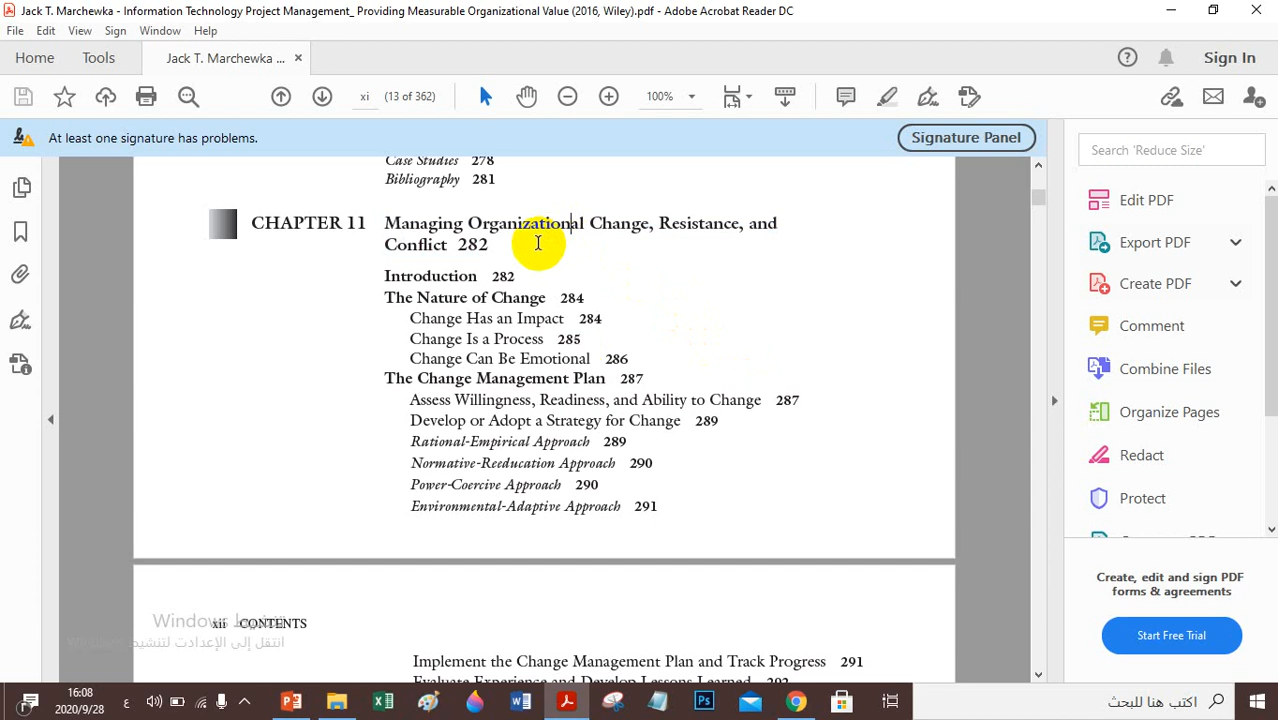 Jack T. Marchewka - Information Technology Project Management_ Providing Measurable Organizational Value (2016, Wiley).pdf - Adobe Acrobat Reader DC
File Edit View Sign Window Help
Home Tools Jack T. Marchewka ... × Sign In
xi (13 of 362) 100%
At least one signature has problems. Signature Panel
Case Studies 278
Bibliography 281
CHAPTER 11 Managing Organizational Change, Resistance, and
Conflict 282
Introduction 282
The Nature of Change 284
Change Has an Impact 284
Change Is a Process 285
Change Can Be Emotional 286
The Change Management Plan 287
Assess Willingness, Readiness, and Ability to Change 287
Develop or Adopt a Strategy for Change 289
Rational-Empirical Approach 289
Normative-Reeducation Approach 290
Power-Coercive Approach 290
Environmental-Adaptive Approach 291
xii CONTENTS
Implement the Change Management Plan and Track Progress 291
Search 'Reduce Size'
Edit PDF
Export PDF
Create PDF
Comment
Combine Files
Organize Pages
Redact
Protect
Create, edit and sign PDF
forms & agreements
Start Free Trial
Windows
انتقل إلى الإعدادات لتنشيط
16:08
2020/9/28
ع
اكتب هنا للبحث